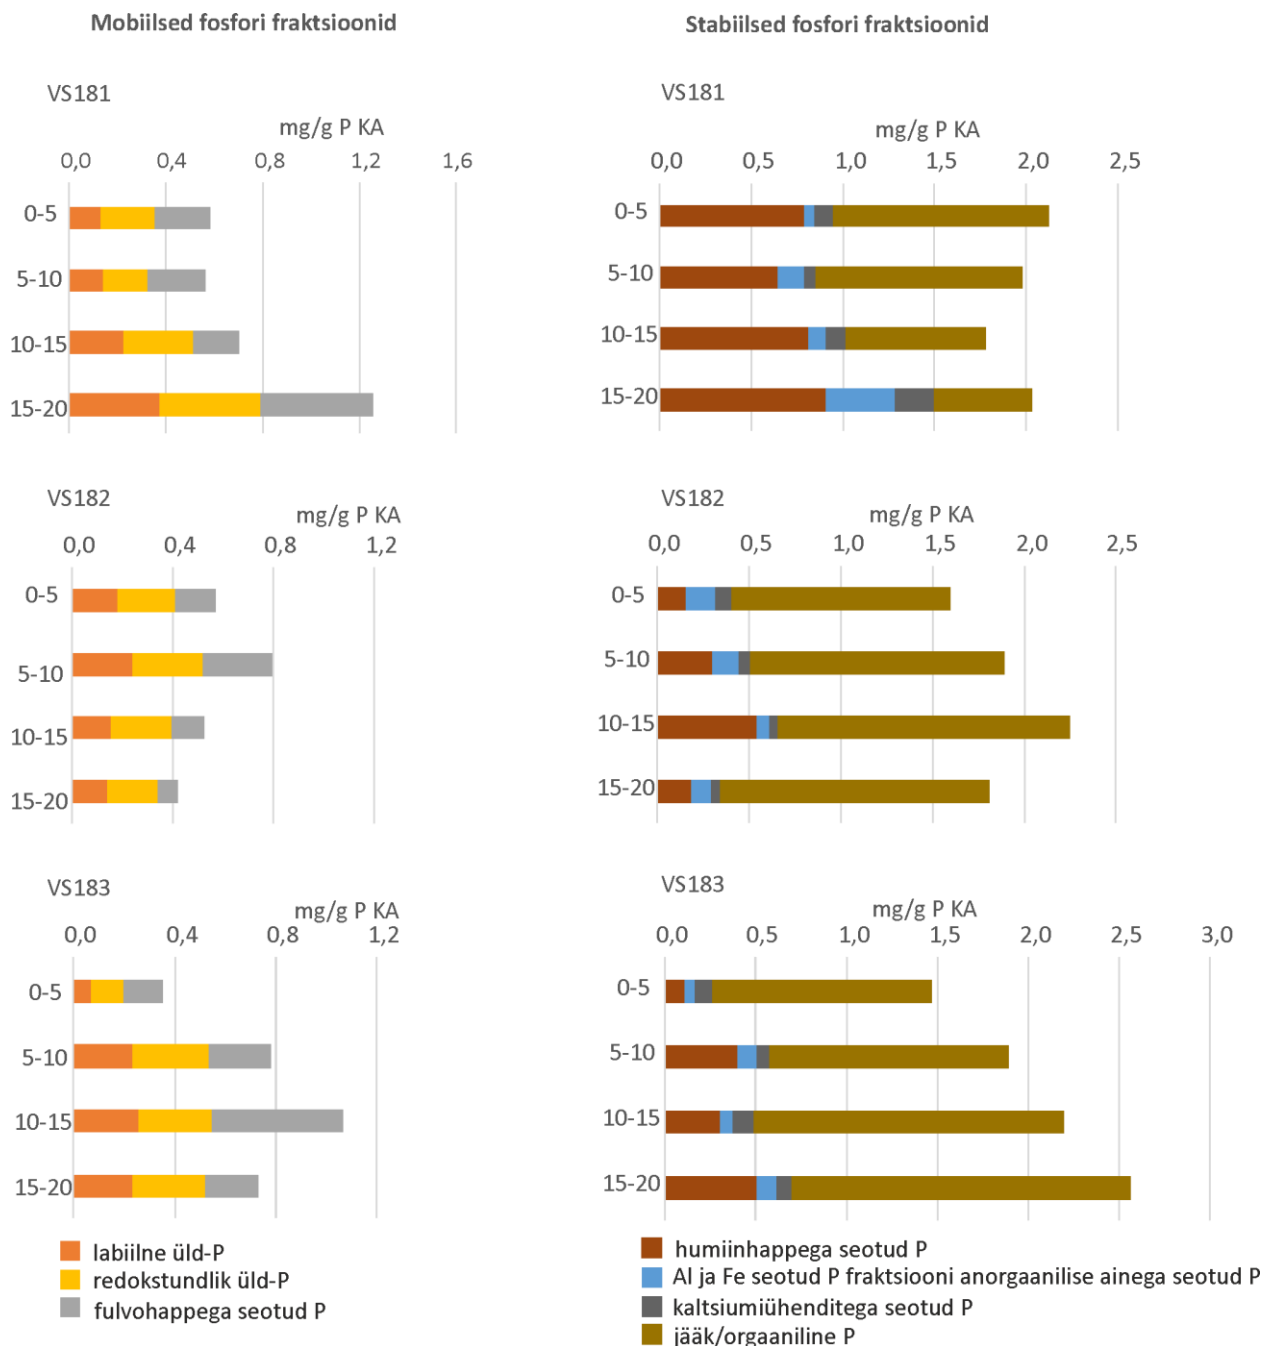 Mobiilsed fosfori fraktsioonid
VS181
mg/g P KA
0,0 0,4 0,8 1,2 1,6
0-5
5-10
10-15
15-20
VS182
mg/g P KA
0,0 0,4 0,8 1,2
0-5
5-10
10-15
15-20
VS183
mg/g P KA
0,0 0,4 0,8 1,2
0-5
5-10
10-15
15-20
labiilne üld-P
redokstundlik üld-P
fulvohappega seotud P
Stabiilsed fosfori fraktsioonid
VS181
mg/g P KA
0,0 0,5 1,0 1,5 2,0 2,5
0-5
5-10
10-15
15-20
VS182
mg/g P KA
0,0 0,5 1,0 1,5 2,0 2,5
0-5
5-10
10-15
15-20
VS183
mg/g P KA
0,0 0,5 1,0 1,5 2,0 2,5 3,0
0-5
5-10
10-15
15-20
humiinhappega seotud P
Al ja Fe seotud P fraktsiooni anorgaanilise ainega seotud P
kaltsiumiühenditega seotud P
jääk/orgaaniline P